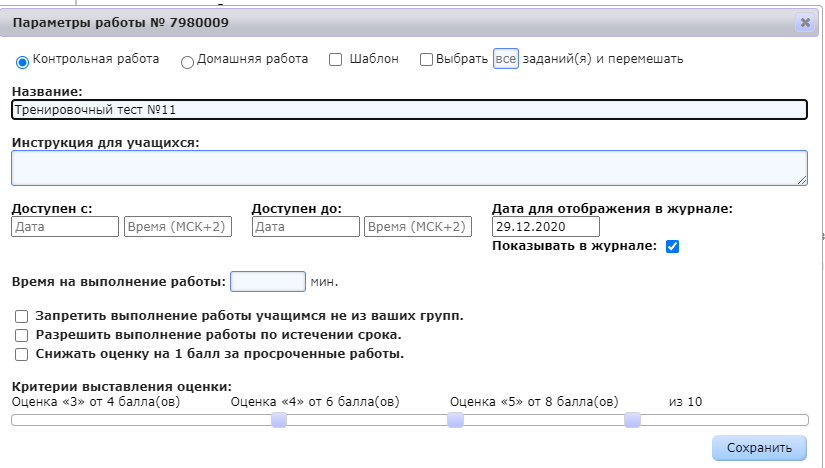 Параметры работы № 7980009
Контрольная работа Домашняя работа Шаблон Выбрать все заданий(я) и перемешать
Название:
Тренировочный тест №11
Инструкция для учащихся:
Доступен с: Доступен до: Дата для отображения в журнале:
Дата Время (МСК+2) Дата Время (МСК+2) 29.12.2020
Показывать в журнале:
Время на выполнение работы: мин.
Запретить выполнение работы учащимся не из ваших групп.
Разрешить выполнение работы по истечении срока.
Снижать оценку на 1 балл за просроченные работы.
Критерии выставления оценки:
Оценка «3» от 4 балла(ов) Оценка «4» от 6 балла(ов) Оценка «5» от 8 балла(ов) из 10
Сохранить